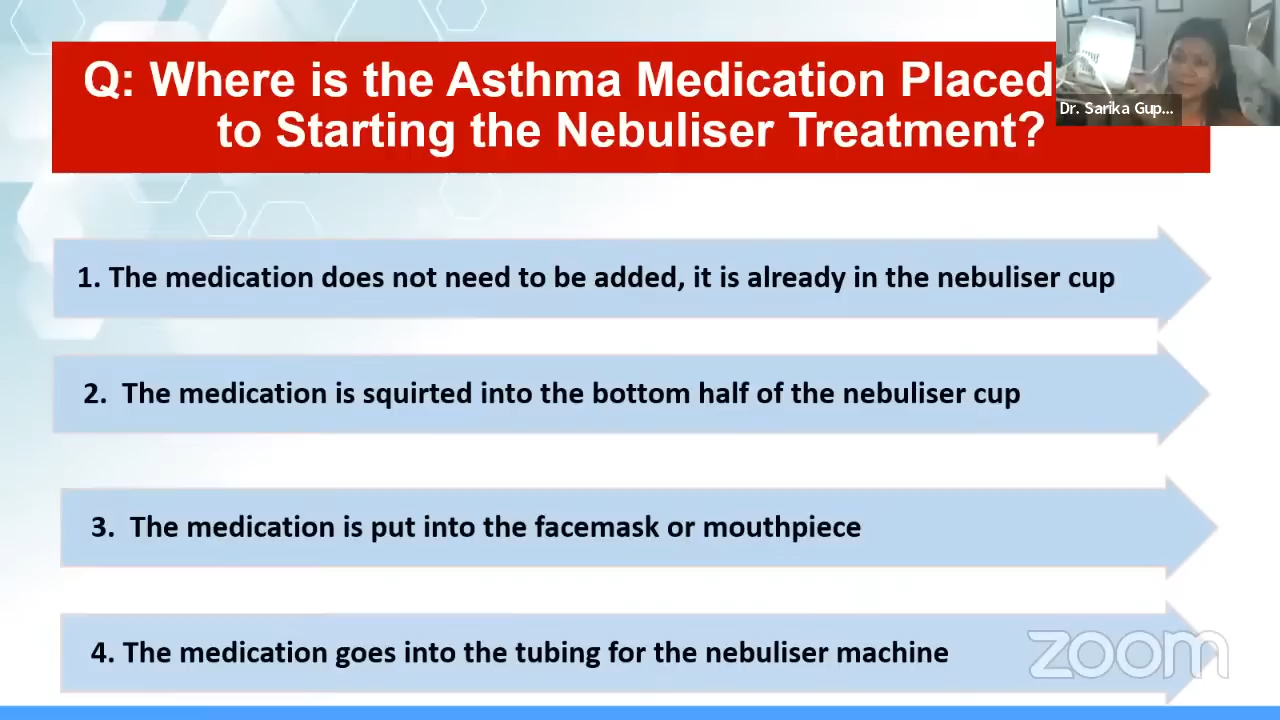 Q: Where is the Asthma Medication Placed
to Starting the Nebuliser Treatment?
Dr. Sarika Gup...
1. The medication does not need to be added, it is already in the nebuliser cup
2. The medication is squirted into the bottom half of the nebuliser cup
3. The medication is put into the facemask or mouthpiece
4. The medication goes into the tubing for the nebuliser machine
zoom